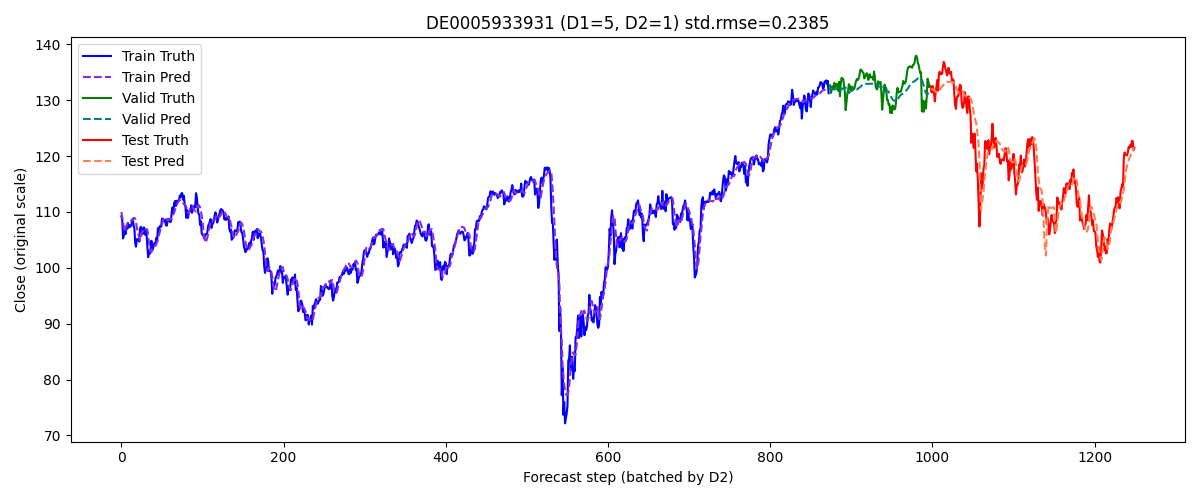 DE0005933931 (D1=5, D2=1) std.rmse=0.2385
Train Truth
Train Pred
Valid Truth
Valid Pred
Test Truth
Test Pred
Close (original scale)
140
130
120
110
100
90
80
70
0
200
400
600
800
1000
1200
Forecast step (batched by D2)